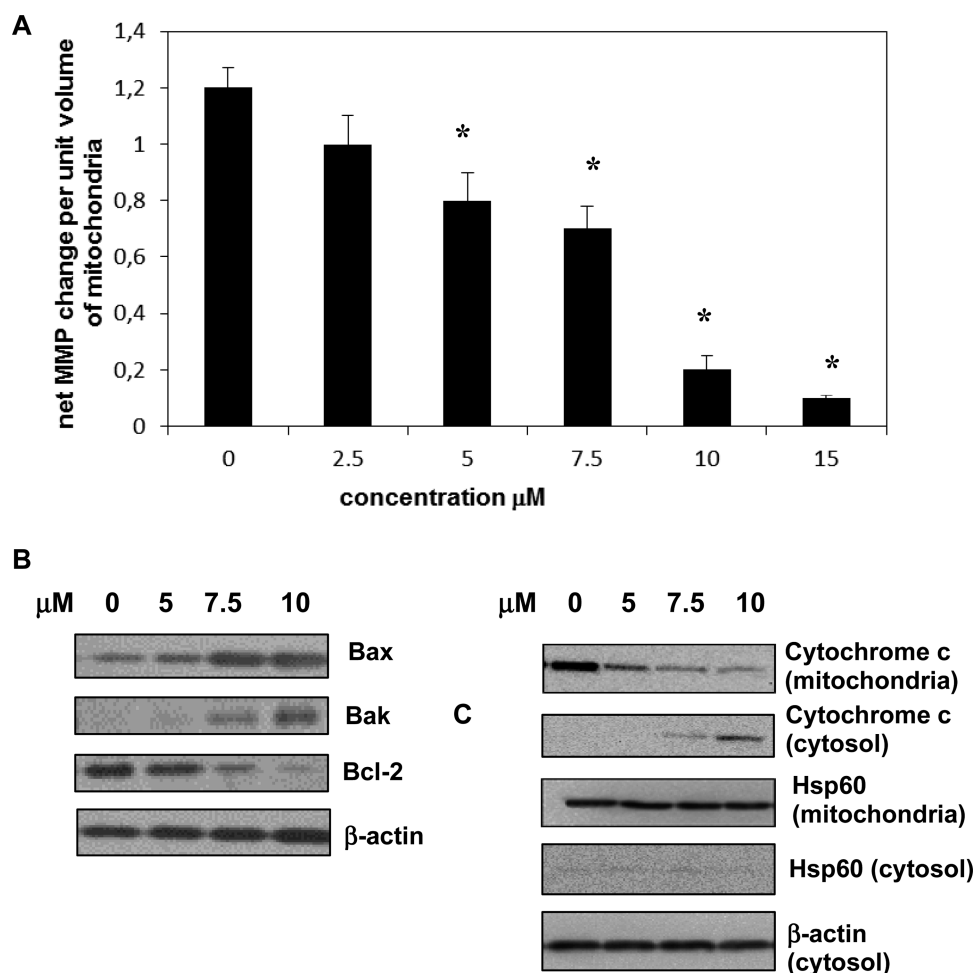 A
net MMP change per unit volume
of mitochondria
1,4
1,2
1
0,8
0,6
0,4
0,2
0
*
*
*
*
0
2.5
5
7.5
10
15
concentration μM
B
μM 0 5 7.5 10
Bax
Bak
Bcl-2
β-actin
C
μM 0 5 7.5 10
Cytochrome c
(mitochondria)
Cytochrome c
(cytosol)
Hsp60
(mitochondria)
Hsp60 (cytosol)
β-actin
(cytosol)